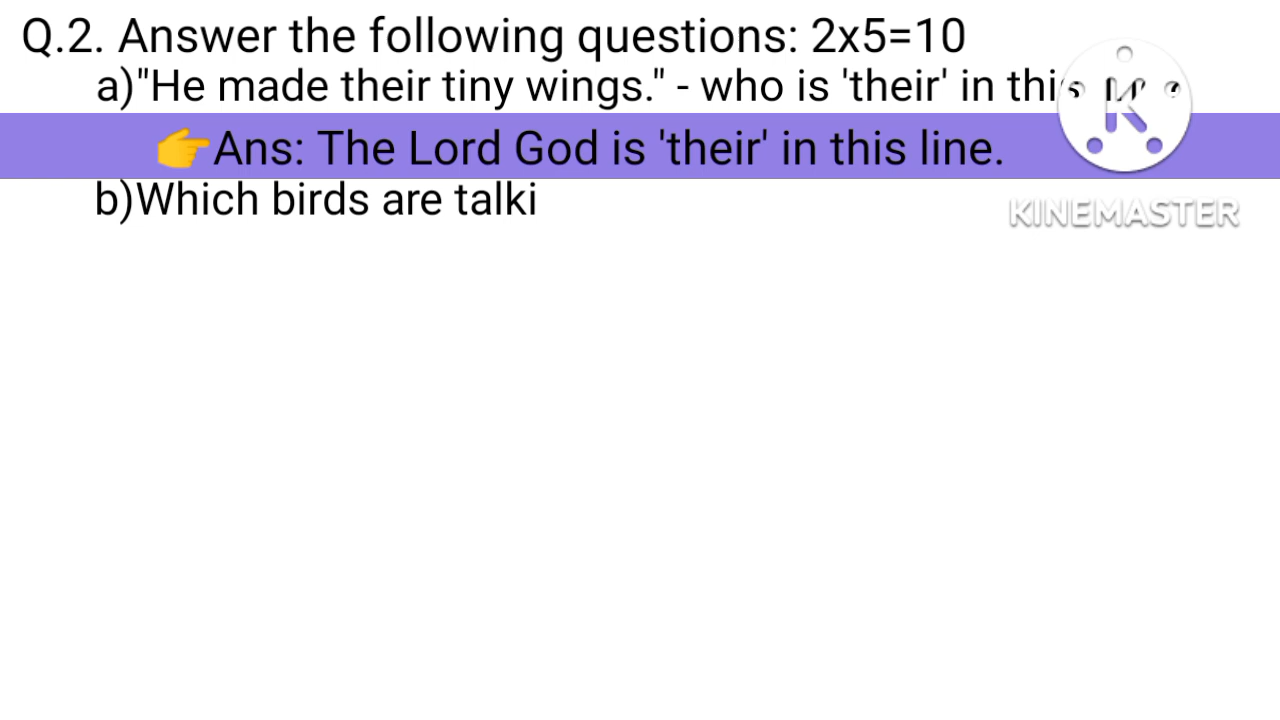 Q.2. Answer the following questions: 2x5=10
a)"He made their tiny wings." - who is 'their' in this
👉Ans: The Lord God is 'their' in this line.
b)Which birds are talki
KINEMASTER